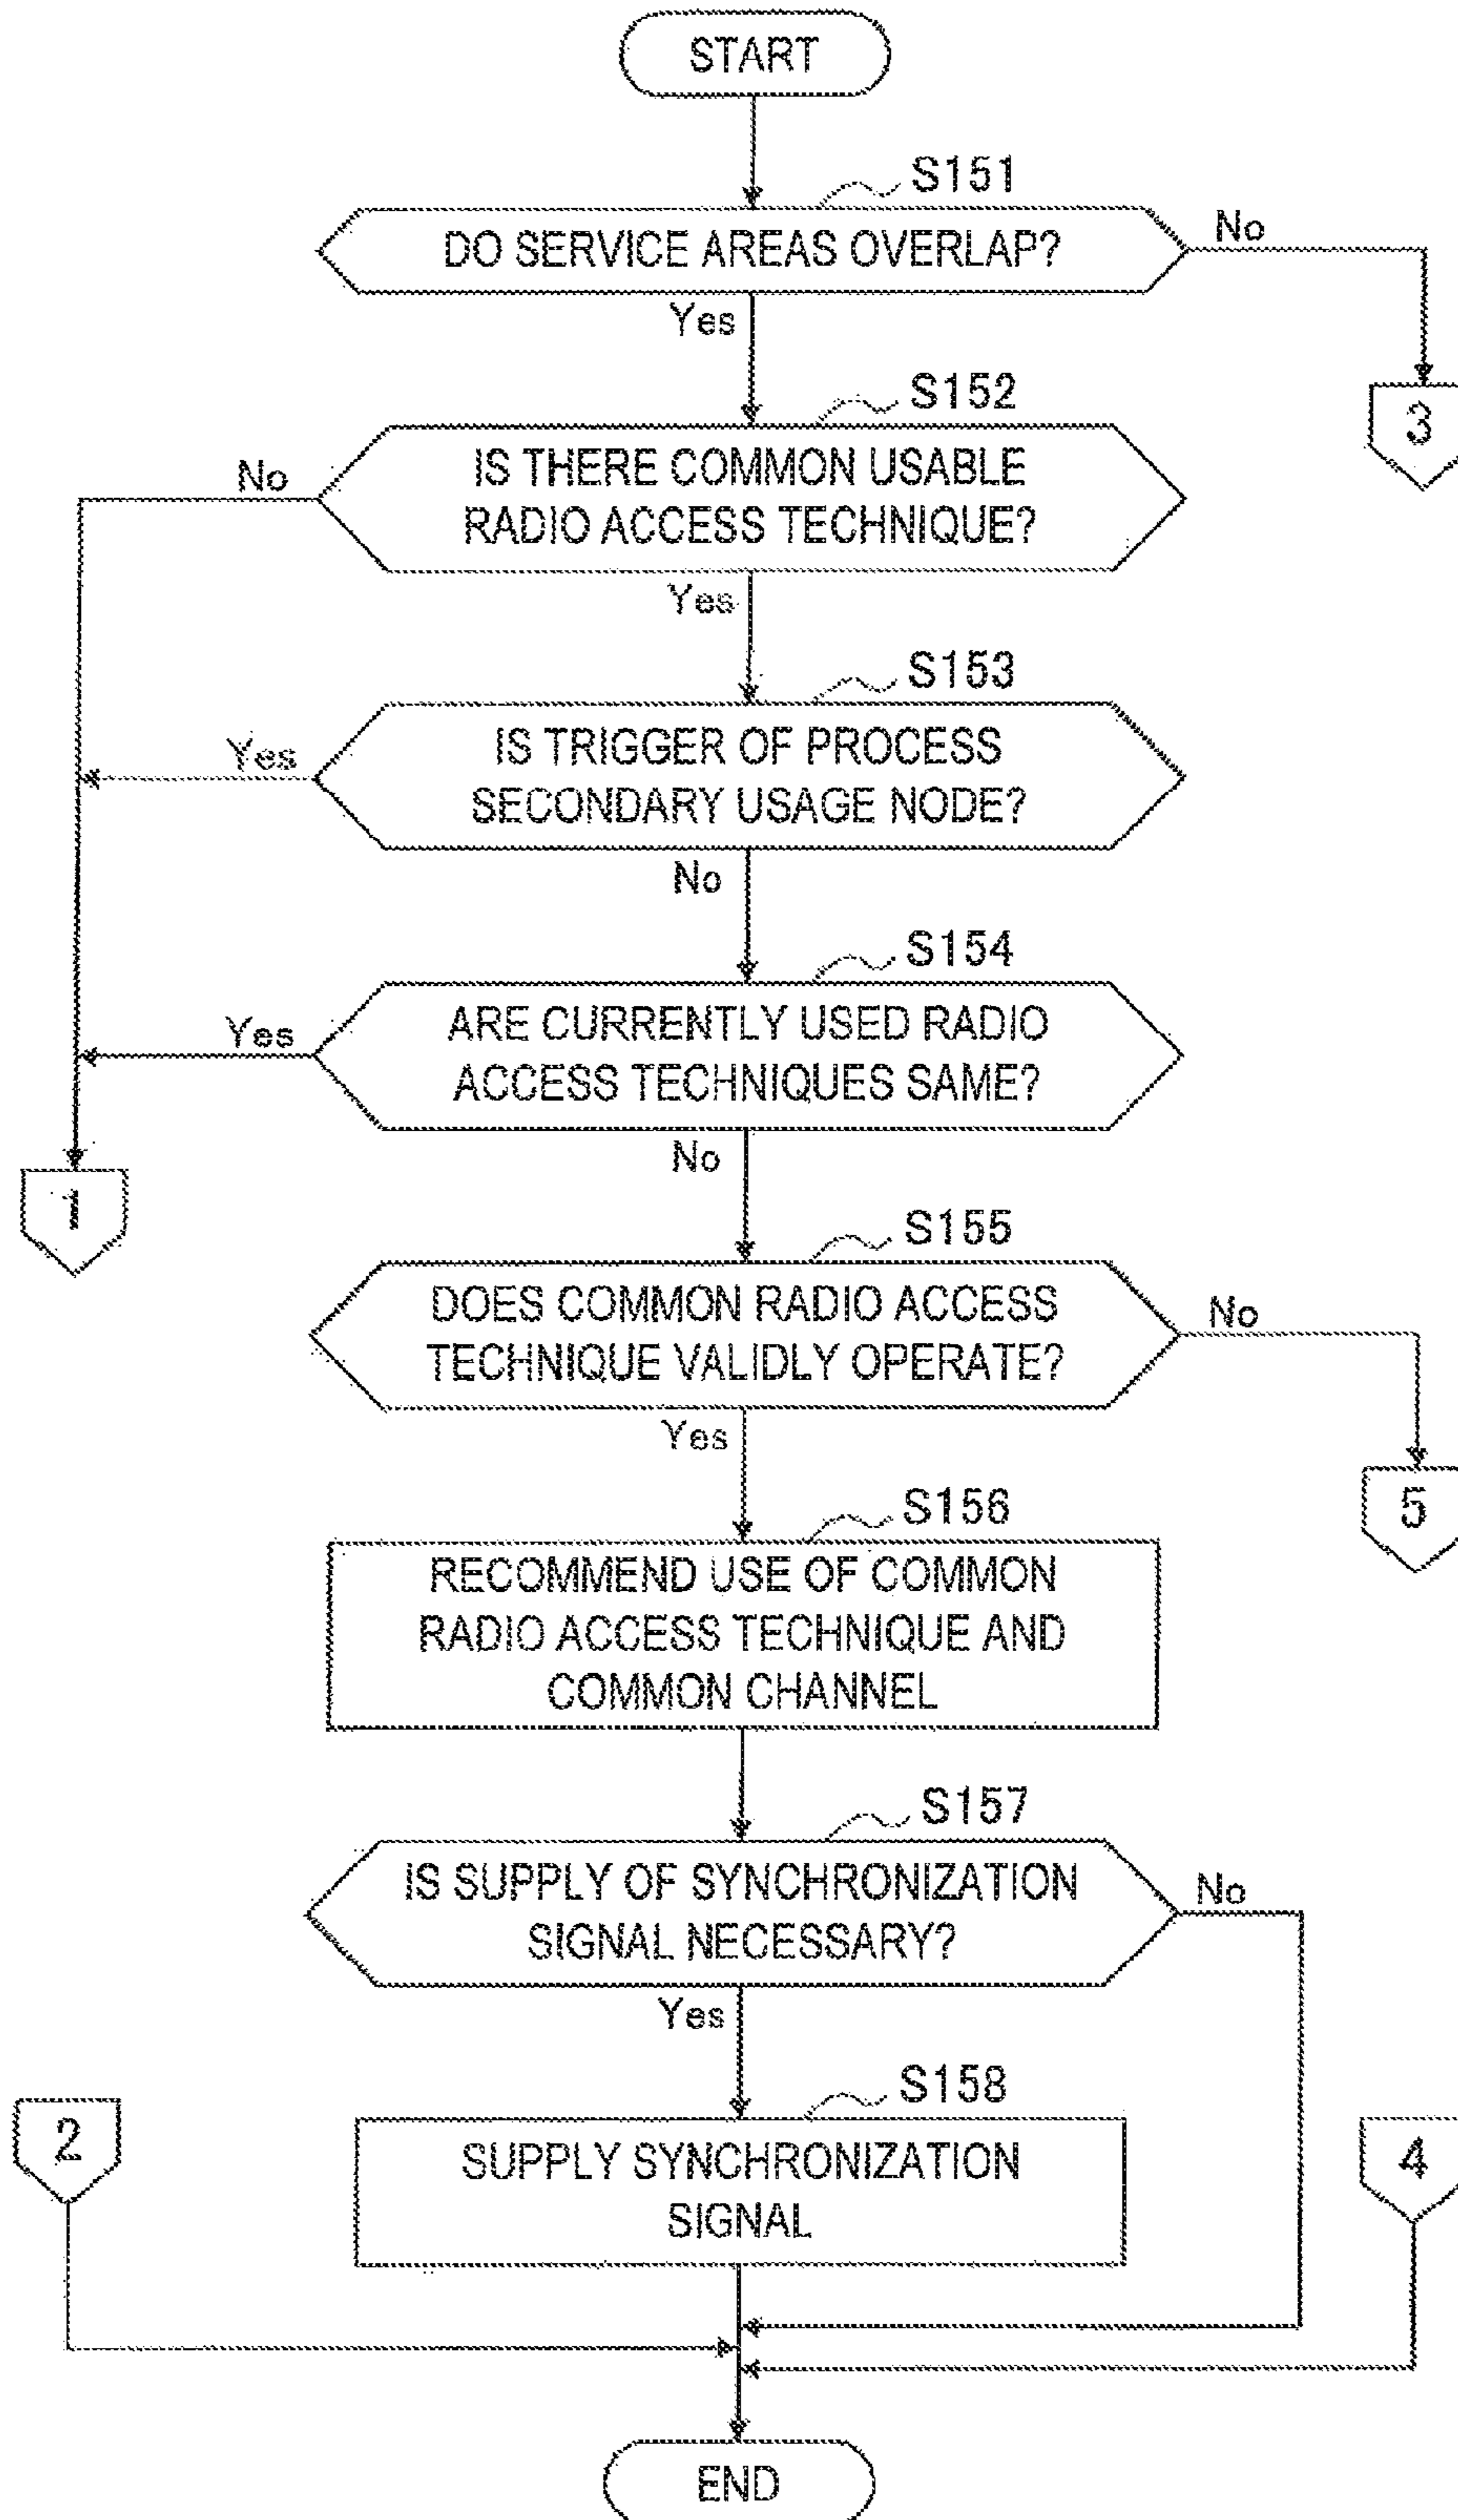 START
S151
DO SERVICE AREAS OVERLAP?
No
Yes
3
S152
IS THERE COMMON USABLE
RADIO ACCESS TECHNIQUE?
No
Yes
S153
IS TRIGGER OF PROCESS
SECONDARY USAGE NODE?
Yes
No
S154
ARE CURRENTLY USED RADIO
ACCESS TECHNIQUES SAME?
Yes
No
1
S155
DOES COMMON RADIO ACCESS
TECHNIQUE VALIDLY OPERATE?
No
Yes
5
S156
RECOMMEND USE OF COMMON
RADIO ACCESS TECHNIQUE AND
COMMON CHANNEL
S157
IS SUPPLY OF SYNCHRONIZATION
SIGNAL NECESSARY?
No
Yes
S158
2
SUPPLY SYNCHRONIZATION
SIGNAL
4
END